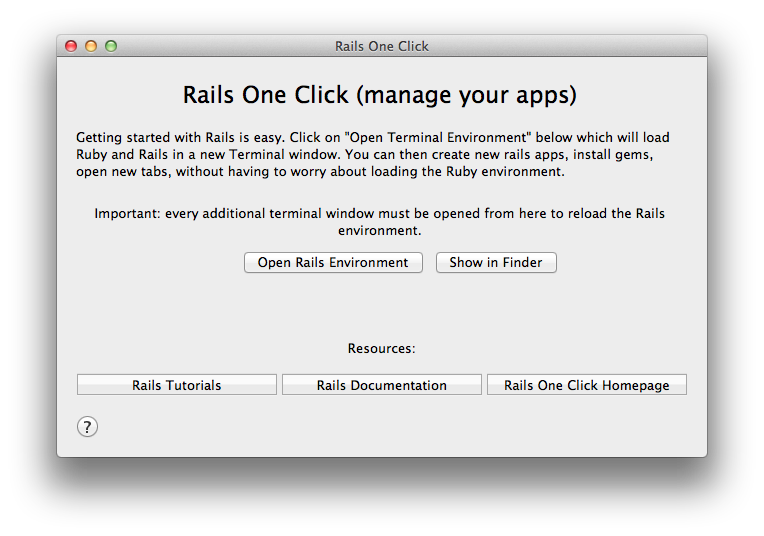 Rails One Click
Rails One Click (manage your apps)
Getting started with Rails is easy. Click on "Open Terminal Environment" below which will load
Ruby and Rails in a new Terminal window. You can then create new rails apps, install gems,
open new tabs, without having to worry about loading the Ruby environment.
Important: every additional terminal window must be opened from here to reload the Rails
environment.
Open Rails Environment
Show in Finder
Resources:
Rails Tutorials
Rails Documentation
Rails One Click Homepage
?